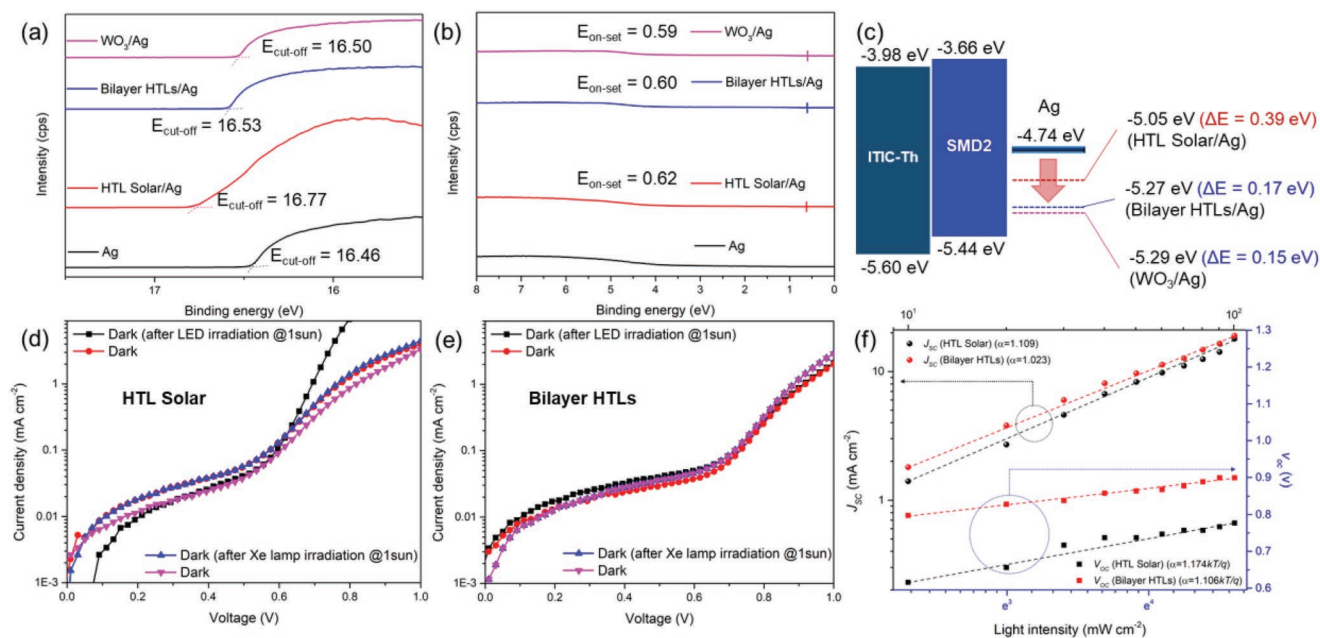 (a)
WO3/Ag
Ecut-off = 16.50
Bilayer HTLs/Ag
Ecut-off = 16.53
HTL Solar/Ag
Ecut-off = 16.77
Ag
Ecut-off = 16.46
Intensity (cps)
17
16
Binding energy (eV)
(b)
Eon-set = 0.59
WO3/Ag
Eon-set = 0.60
Bilayer HTLs/Ag
Eon-set = 0.62
HTL Solar/Ag
Ag
Intensity (cps)
8 7 6 5 4 3 2 1 0
Binding energy (eV)
(c)
-3.98 eV
-3.66 eV
ITIC-Th
SMD2
Ag
-4.74 eV
-5.60 eV
-5.44 eV
-5.05 eV (ΔE = 0.39 eV)
(HTL Solar/Ag)
-5.27 eV (ΔE = 0.17 eV)
(Bilayer HTLs/Ag)
-5.29 eV (ΔE = 0.15 eV)
(WO3/Ag)
(d)
Dark (after LED irradiation @1sun)
Dark
HTL Solar
Dark (after Xe lamp irradiation @1sun)
Dark
Current density (mA cm-2)
1
0.1
0.01
1E-3
0.0 0.2 0.4 0.6 0.8 1.0
Voltage (V)
(e)
Dark (after LED irradiation @1sun)
Dark
Bilayer HTLs
Dark (after Xe lamp irradiation @1sun)
Dark
Current density (mA cm-2)
1
0.1
0.01
1E-3
0.0 0.2 0.4 0.6 0.8 1.0
Voltage (V)
(f)
10^1
10^2
JSC (HTL Solar) (α=1.109)
JSC (Bilayer HTLs) (α=1.023)
JSC (mA cm-2)
10
1
1.3
1.2
1.1
1.0
0.9
0.8
0.7
0.6
VOC (V)
VOC (HTL Solar) (α=1.174kT/q)
VOC (Bilayer HTLs) (α=1.106kT/q)
e^3
e^4
Light intensity (mW cm-2)